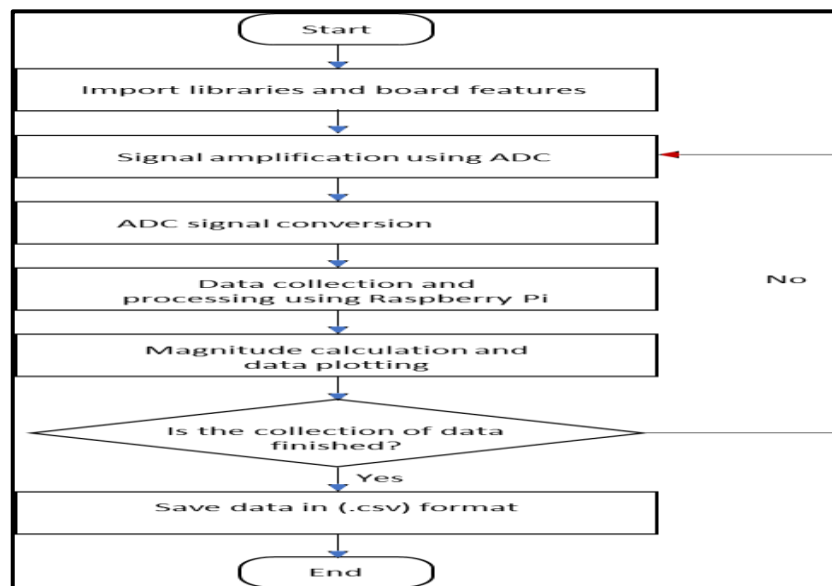 Start
Import libraries and board features
Signal amplification using ADC
ADC signal conversion
Data collection and
processing using Raspberry Pi
No
Magnitude calculation and
data plotting
Is the collection of data
finished?
Yes
Save data in (.csv) format
End